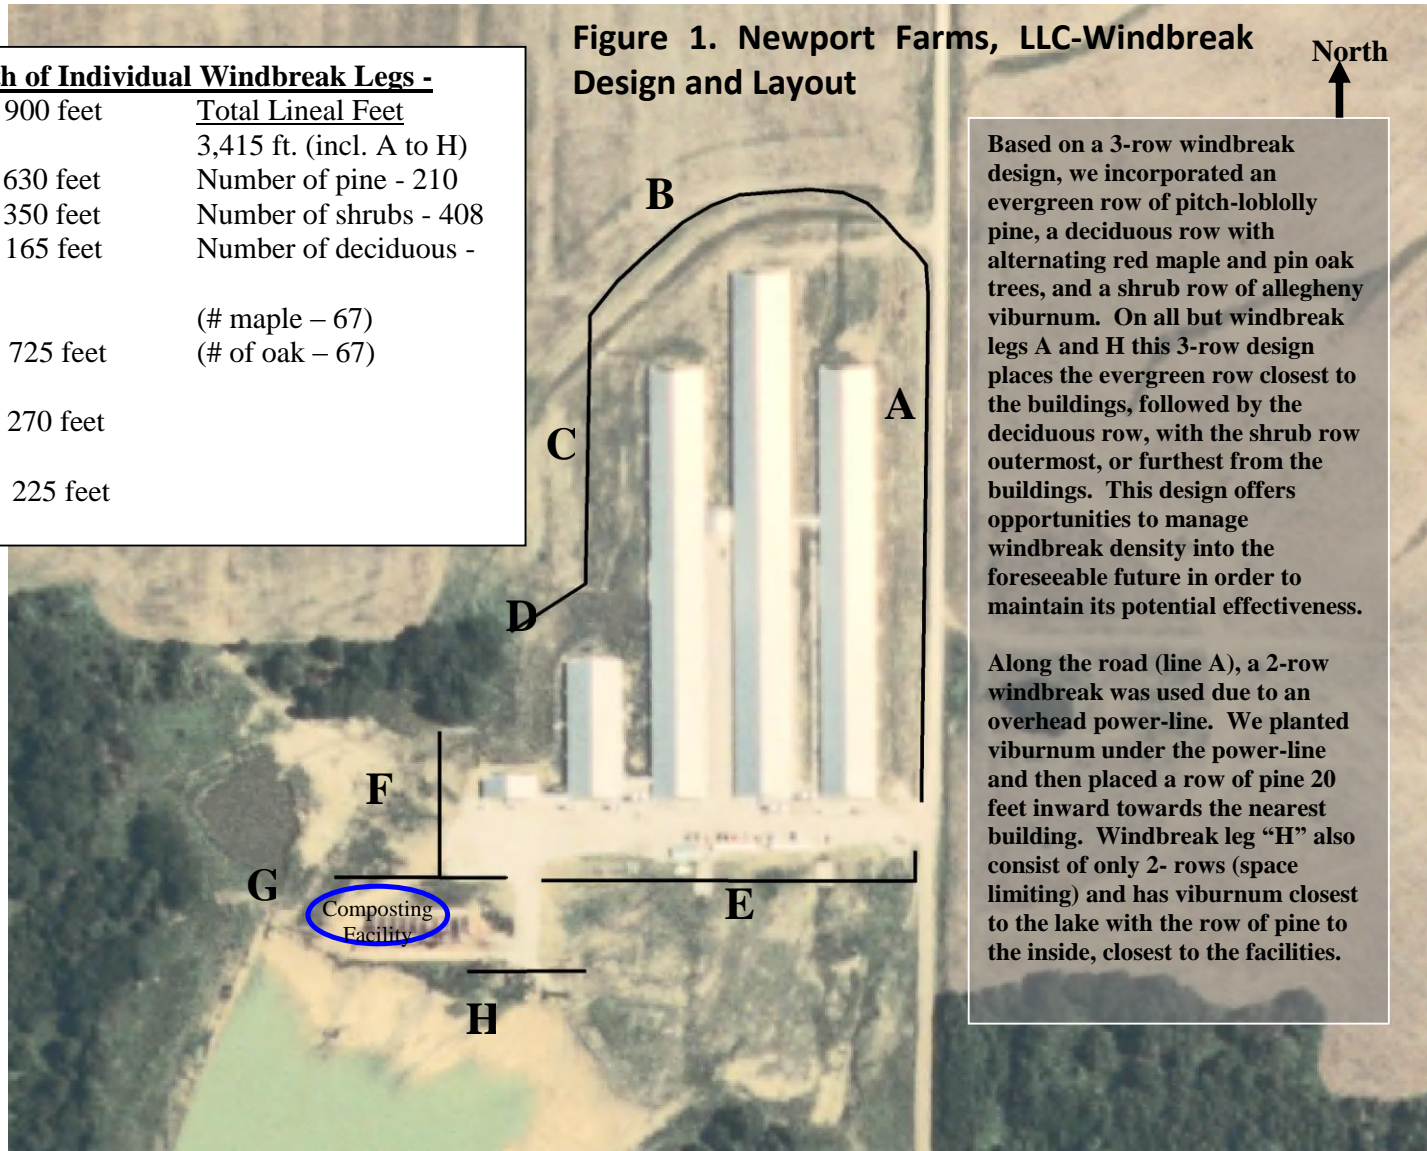 Figure 1. Newport Farms, LLC-Windbreak
Design and Layout
North
of Individual Windbreak Legs -
900 feet Total Lineal Feet
3,415 ft. (incl. A to H)
630 feet Number of pine - 210
350 feet Number of shrubs - 408
165 feet Number of deciduous -
(# maple – 67)
725 feet (# of oak – 67)
270 feet
225 feet
Based on a 3-row windbreak
design, we incorporated an
evergreen row of pitch-loblolly
pine, a deciduous row with
alternating red maple and pin oak
trees, and a shrub row of allegheny
viburnum. On all but windbreak
legs A and H this 3-row design
places the evergreen row closest to
the buildings, followed by the
deciduous row, with the shrub row
outermost, or furthest from the
buildings. This design offers
opportunities to manage
windbreak density into the
foreseeable future in order to
maintain its potential effectiveness.
Along the road (line A), a 2-row
windbreak was used due to an
overhead power-line. We planted
viburnum under the power-line
and then placed a row of pine 20
feet inward towards the nearest
building. Windbreak leg “H” also
consist of only 2- rows (space
limiting) and has viburnum closest
to the lake with the row of pine to
the inside, closest to the facilities.
B
A
C
D
F
G
E
Composting
Facility
H